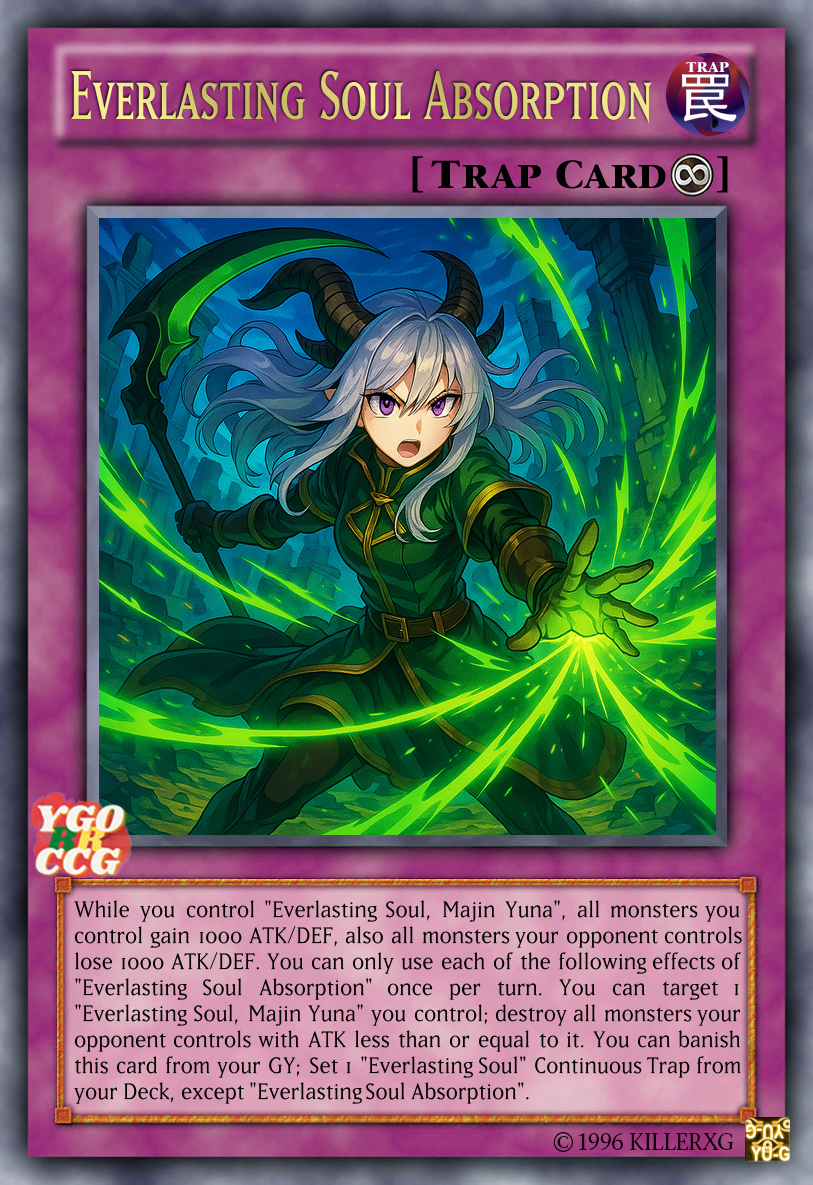 Everlasting Soul Absorption
TRAP
罠
[Trap Card∞]
YGO
RR
CCG
While you control "Everlasting Soul, Majin Yuna", all monsters you
control gain 1000 ATK/DEF, also all monsters your opponent controls
lose 1000 ATK/DEF. You can only use each of the following effects of
"Everlasting Soul Absorption" once per turn. You can target 1
"Everlasting Soul, Majin Yuna" you control; destroy all monsters your
opponent controls with ATK less than or equal to it. You can banish
this card from your GY; Set 1 "Everlasting Soul" Continuous Trap from
your Deck, except "Everlasting Soul Absorption".
© 1996 KILLERXG